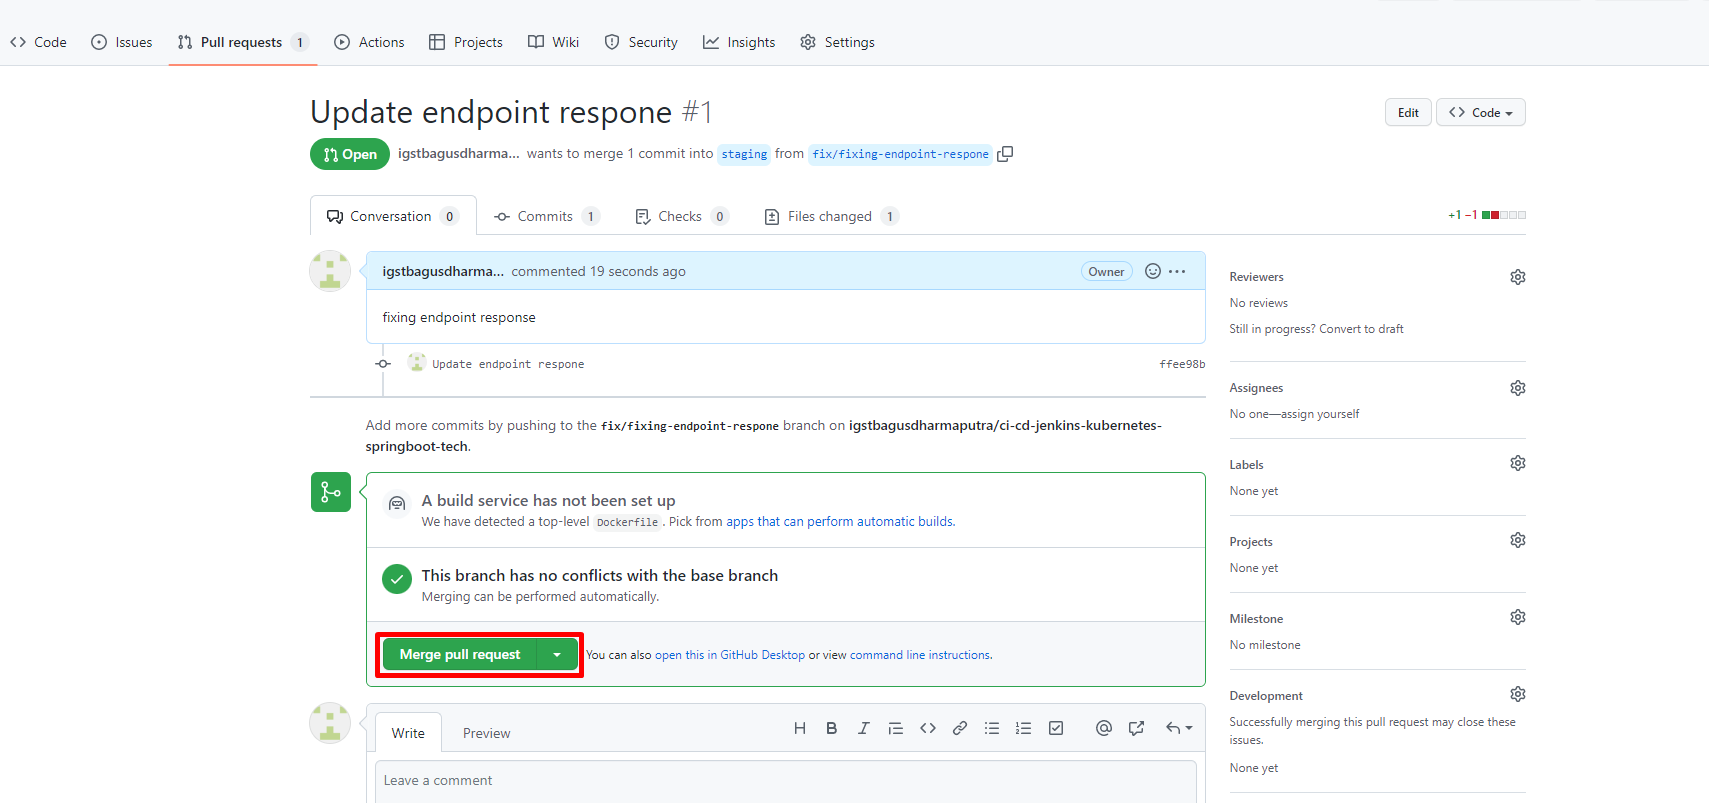 Code Issues Pull requests 1 Actions Projects Wiki Security Insights Settings
Update endpoint respone #1
Edit Code
Open igstbagusdharma... wants to merge 1 commit into staging from fix/fixing-endpoint-respone
Conversation 0 Commits 1 Checks 0 Files changed 1 +1 −1
igstbagusdharma... commented 19 seconds ago Owner
fixing endpoint response
Update endpoint respone ffee98b
Add more commits by pushing to the fix/fixing-endpoint-respone branch on igstbagusdharmaputra/ci-cd-jenkins-kubernetes-
springboot-tech.
A build service has not been set up
We have detected a top-level Dockerfile. Pick from apps that can perform automatic builds.
This branch has no conflicts with the base branch
Merging can be performed automatically.
Merge pull request You can also open this in GitHub Desktop or view command line instructions.
Write Preview
Leave a comment
Reviewers
No reviews
Still in progress? Convert to draft
Assignees
No one—assign yourself
Labels
None yet
Projects
None yet
Milestone
No milestone
Development
Successfully merging this pull request may close these
issues.
None yet